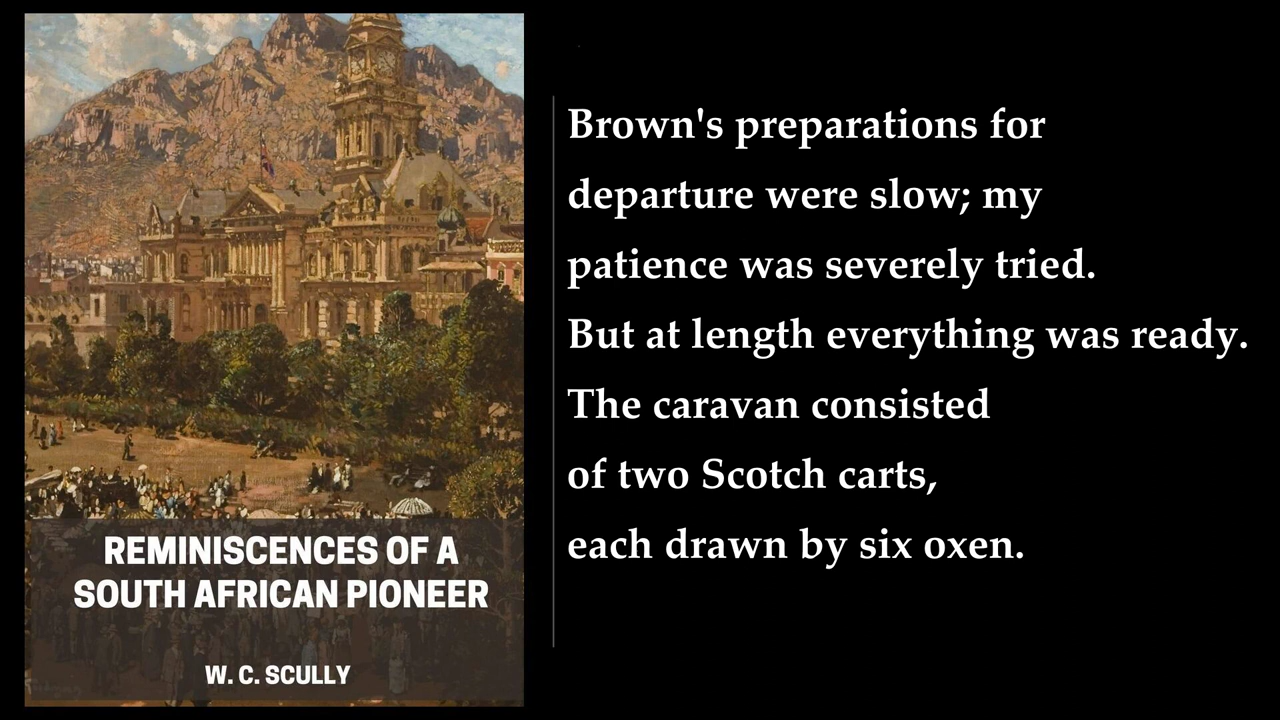 REMINISCENCES OF A
SOUTH AFRICAN PIONEER
W. C. SCULLY
Brown's preparations for
departure were slow; my
patience was severely tried.
But at length everything was ready.
The caravan consisted
of two Scotch carts,
each drawn by six oxen.